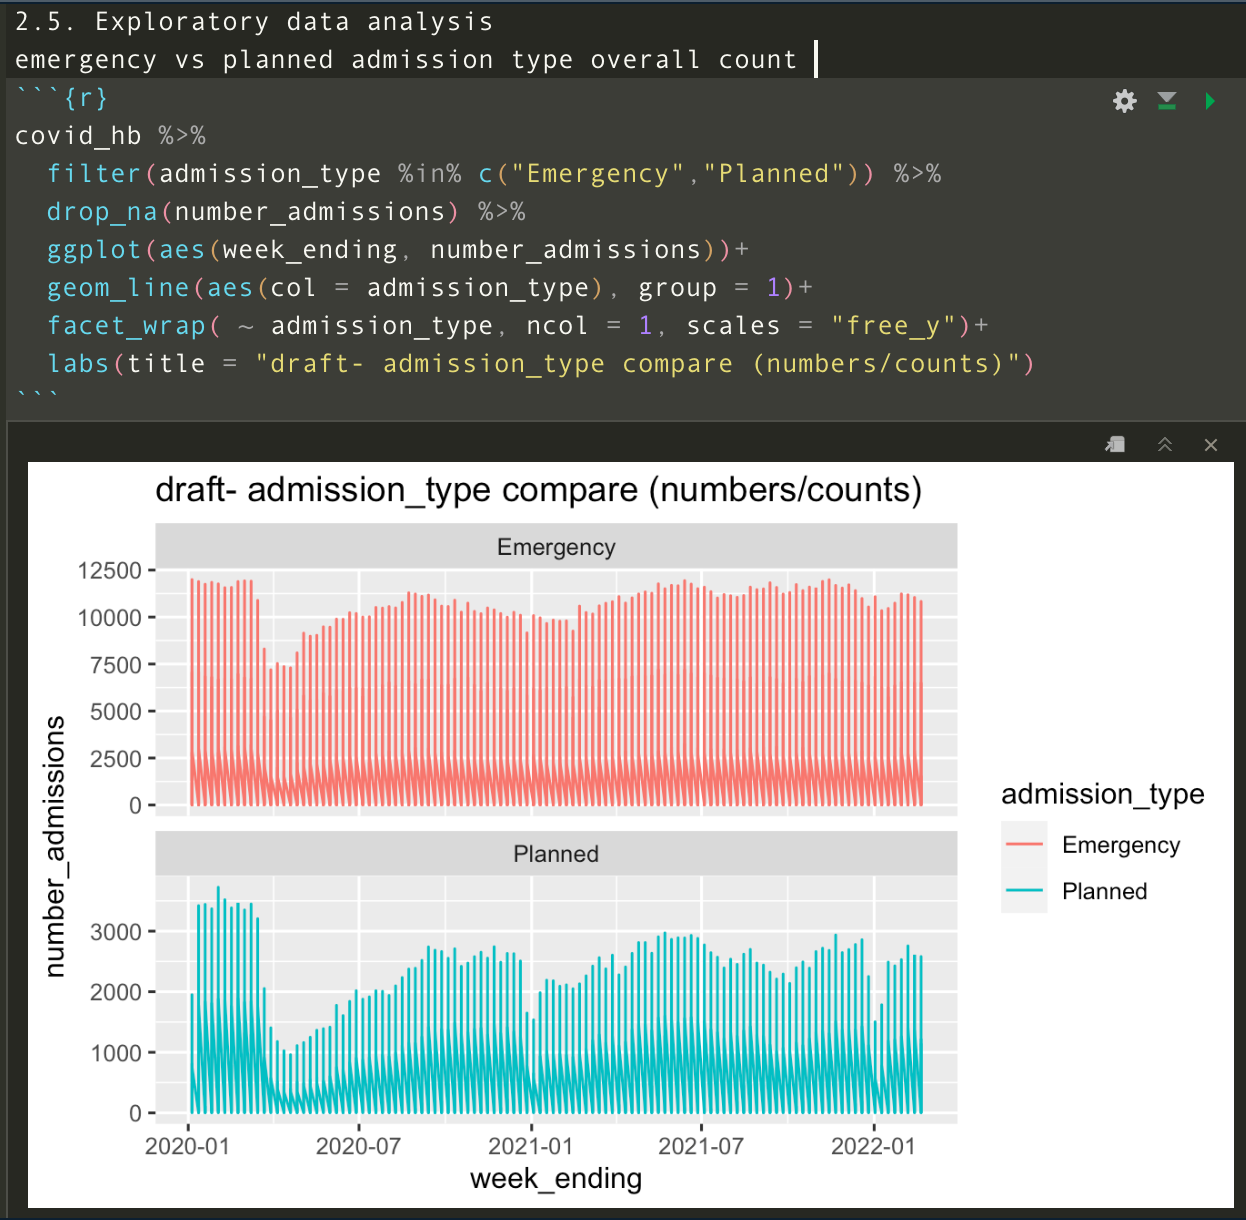 2.5. Exploratory data analysis
emergency vs planned admission type overall count
```{r}
covid_hb %>%
  filter(admission_type %in% c("Emergency","Planned")) %>%
  drop_na(number_admissions) %>%
  ggplot(aes(week_ending, number_admissions))+
  geom_line(aes(col = admission_type), group = 1)+
  facet_wrap( ~ admission_type, ncol = 1, scales = "free_y")+
  labs(title = "draft- admission_type compare (numbers/counts)")
```
draft- admission_type compare (numbers/counts)
Emergency
12500
10000
7500
5000
2500
0
number_admissions
Planned
3000
2000
1000
0
2020-01 2020-07 2021-01 2021-07 2022-01
week_ending
admission_type
Emergency
Planned